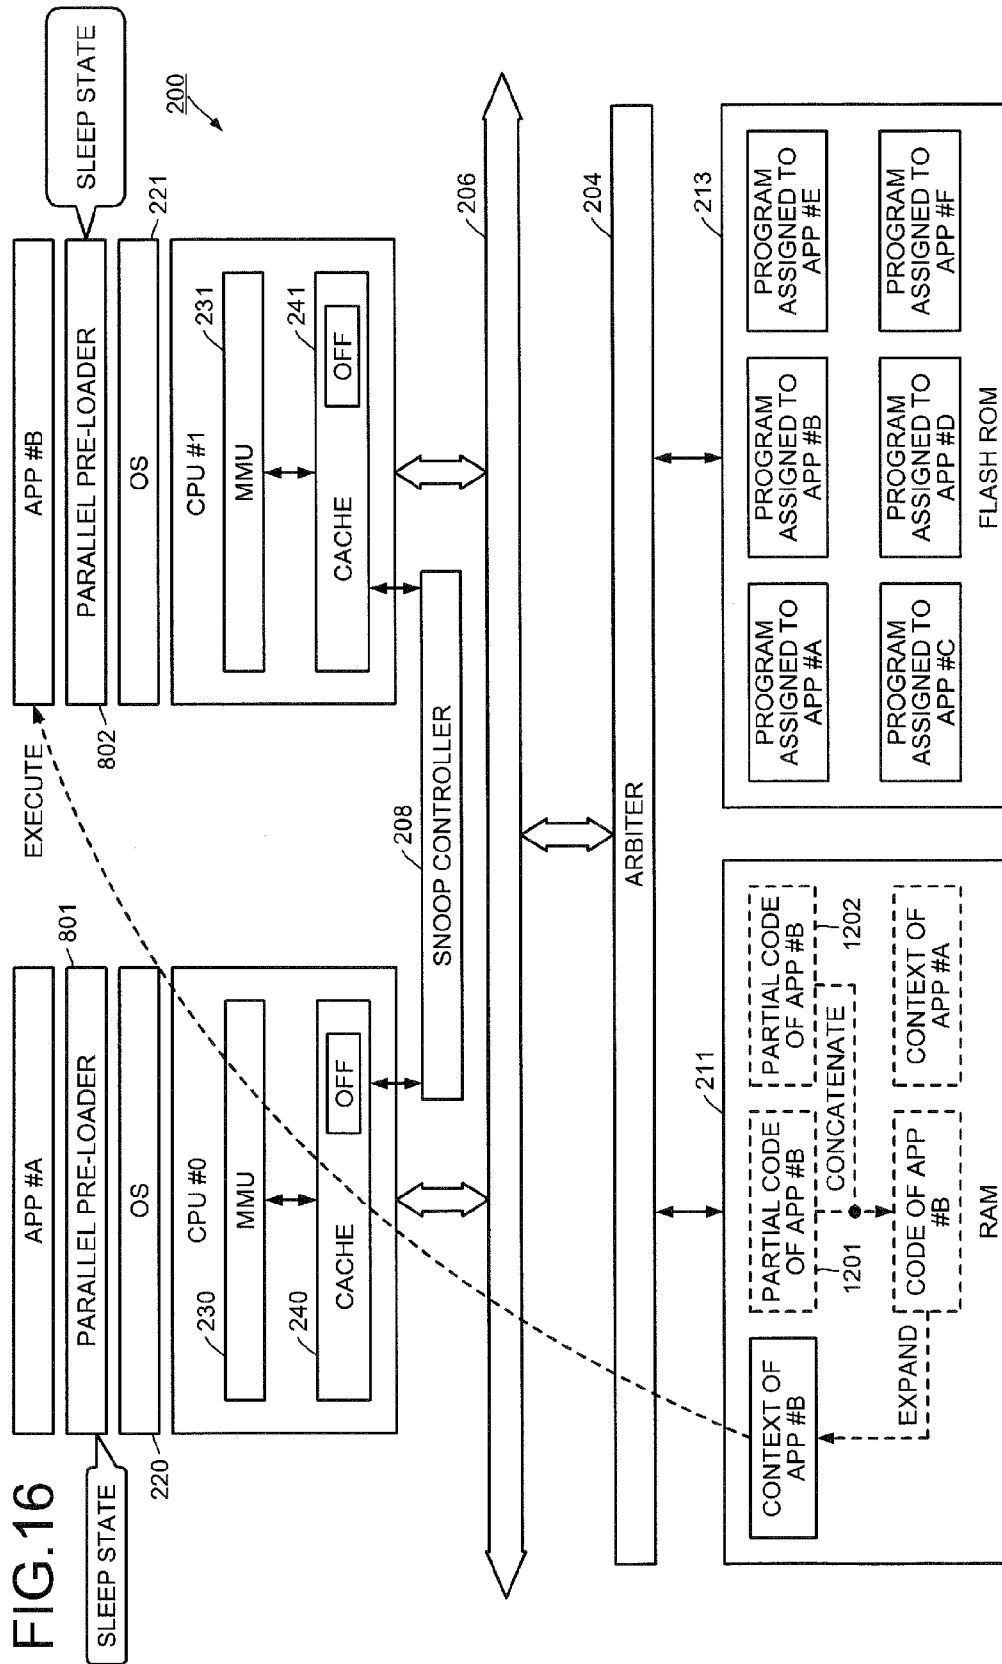 FIG.16
200
SLEEP STATE
SLEEP STATE
APP #A
801
PARALLEL PRE-LOADER
220
OS
CPU #0
230
MMU
240
CACHE
OFF
EXECUTE
APP #B
802
PARALLEL PRE-LOADER
221
OS
CPU #1
231
MMU
241
CACHE
OFF
208
SNOOP CONTROLLER
206
204
ARBITER
211
CONTEXT OF
APP #B
PARTIAL CODE
OF APP #B
PARTIAL CODE
OF APP #B
1201
1202
CONCATENATE
EXPAND
CODE OF APP
#B
CONTEXT OF
APP #A
RAM
213
PROGRAM
ASSIGNED TO
APP #A
PROGRAM
ASSIGNED TO
APP #B
PROGRAM
ASSIGNED TO
APP #E
PROGRAM
ASSIGNED TO
APP #C
PROGRAM
ASSIGNED TO
APP #D
PROGRAM
ASSIGNED TO
APP #F
FLASH ROM